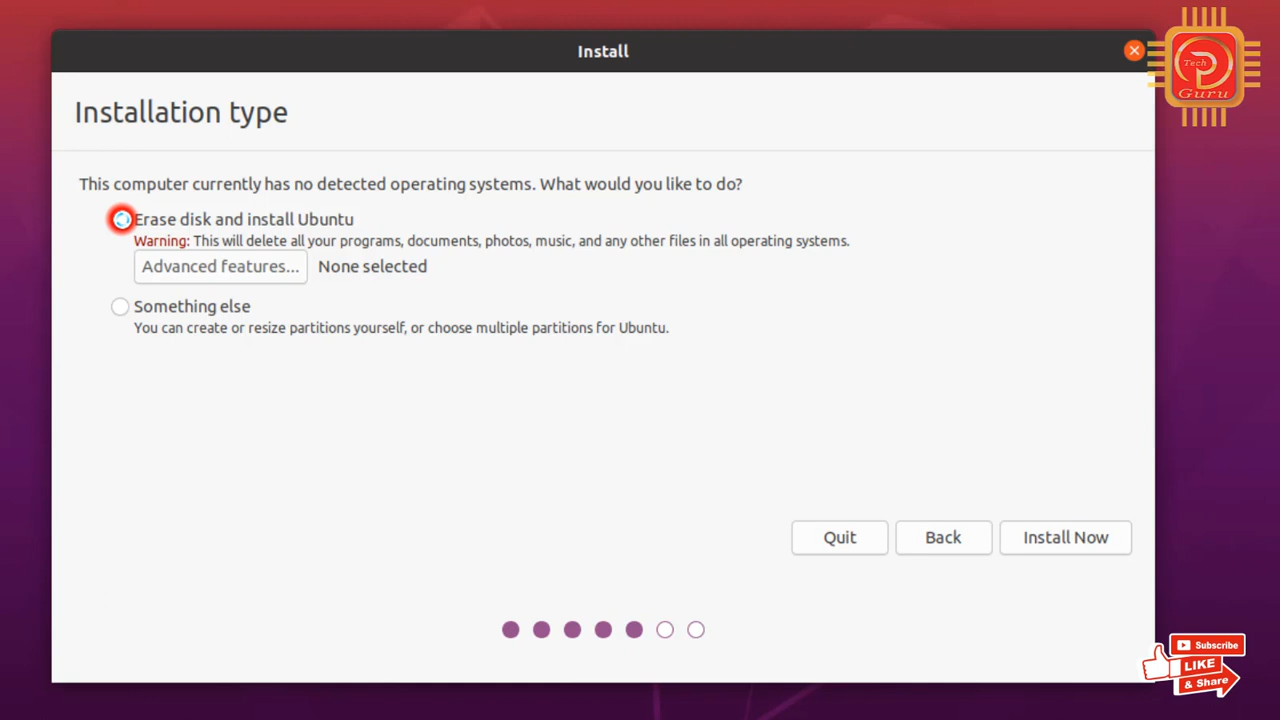 Install
Tech
P
Guru
Installation type
This computer currently has no detected operating systems. What would you like to do?
Erase disk and install Ubuntu
Warning: This will delete all your programs, documents, photos, music, and any other files in all operating systems.
Advanced features... None selected
Something else
You can create or resize partitions yourself, or choose multiple partitions for Ubuntu.
Quit Back Install Now
Subscribe
LIKE
& Share